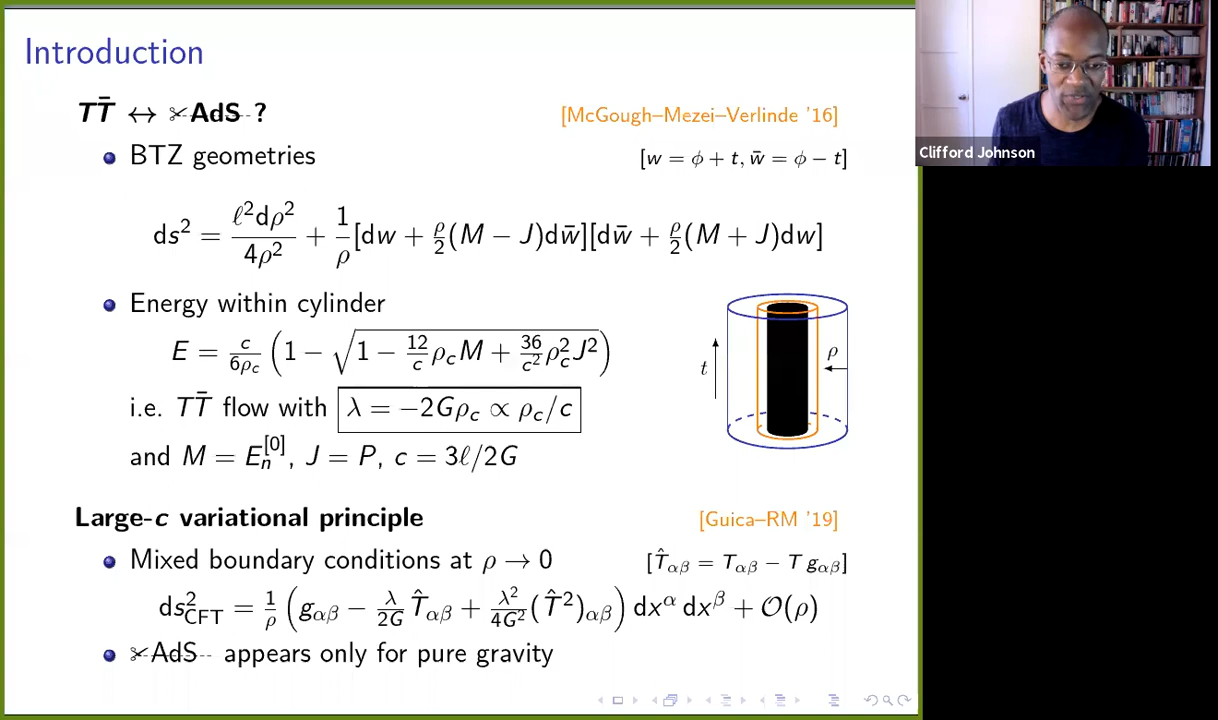 Introduction
TT̄ ↔ ✂AdS ? [McGough–Mezei–Verlinde '16]
BTZ geometries [w = ϕ + t, w̄ = ϕ − t]
ds² = ℓ²dρ²/4ρ² + 1/ρ [dw + ρ/2(M − J)dw̄][dw̄ + ρ/2(M + J)dw]
Energy within cylinder
E = c/6ρ_c (1 − √(1 − 12/c ρ_c M + 36/c² ρ_c² J²))
t
ρ
i.e. TT̄ flow with λ = −2Gρ_c ∝ ρ_c/c
and M = E_n^[0], J = P, c = 3ℓ/2G
Large-c variational principle [Guica–RM '19]
Mixed boundary conditions at ρ → 0 [T̂_αβ = T_αβ − T g_αβ]
ds²_CFT = 1/ρ (g_αβ − λ/2G T̂_αβ + λ²/4G² (T̂²)_αβ) dx^α dx^β + O(ρ)
✂AdS appears only for pure gravity
Clifford Johnson